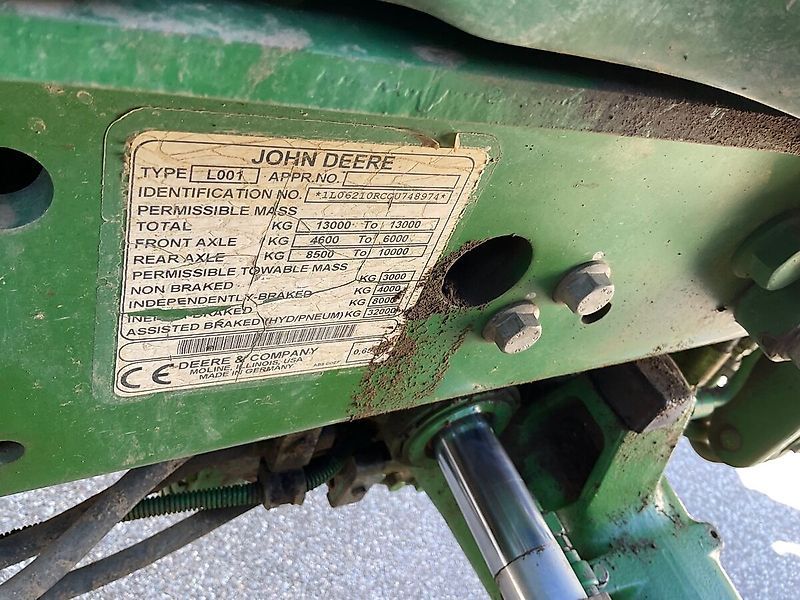 JOHN DEERE
TYPE L001 APPR.NO.
IDENTIFICATION NO. *1L06210RCCU748974*
PERMISSIBLE MASS
TOTAL KG 13000 To 13000
FRONT AXLE KG 4600 To 6000
REAR AXLE KG 8500 To 10000
PERMISSIBLE TOWABLE MASS
NON BRAKED KG 3000
INDEPENDENTLY-BRAKED KG 4000
BRAKED KG 8000
ASSISTED BRAKED (HYD/PNEUM) KG 32000
CE DEERE & COMPANY
MOLINE, ILLINOIS, USA
MADE IN GERMANY